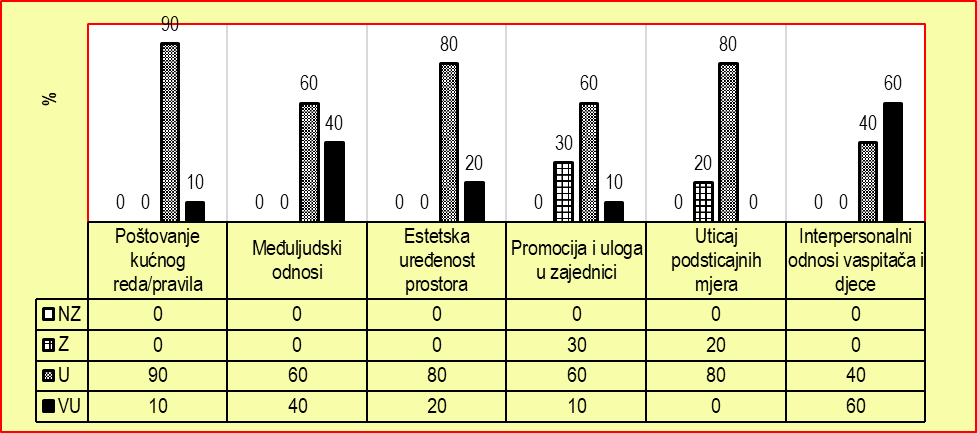 %
90
0 0 10
60
0 0 40
80
0 0 20
60
0 30 10
80
0 20 0
60
0 0 40
Poštovanje kućnog reda/pravila
Međuljudski odnosi
Estetska uređenost prostora
Promocija i uloga u zajednici
Uticaj podsticajnih mjera
Interpersonalni odnosi vaspitača i djece
NZ 0 0 0 0 0 0
Z 0 0 0 30 20 0
U 90 60 80 60 80 40
VU 10 40 20 10 0 60